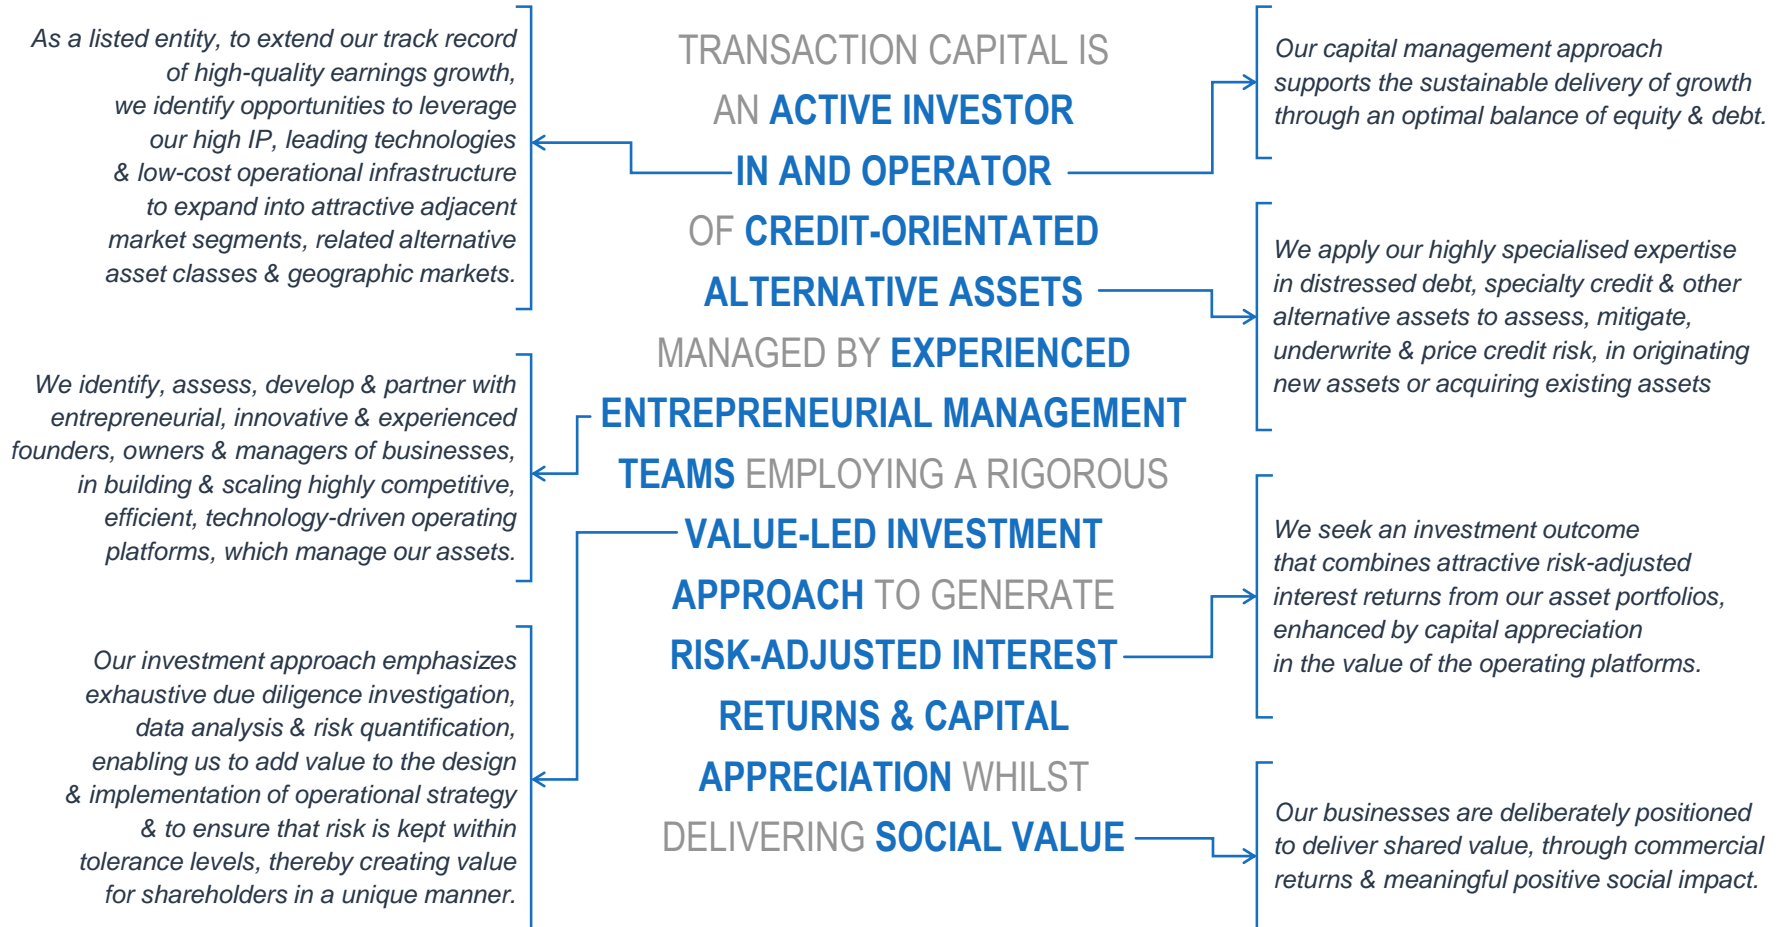 As a listed entity, to extend our track record
of high-quality earnings growth,
we identify opportunities to leverage
our high IP, leading technologies
& low-cost operational infrastructure
to expand into attractive adjacent
market segments, related alternative
asset classes & geographic markets.
We identify, assess, develop & partner with
entrepreneurial, innovative & experienced
founders, owners & managers of businesses,
in building & scaling highly competitive,
efficient, technology-driven operating
platforms, which manage our assets.
Our investment approach emphasizes
exhaustive due diligence investigation,
data analysis & risk quantification,
enabling us to add value to the design
& implementation of operational strategy
& to ensure that risk is kept within
tolerance levels, thereby creating value
for shareholders in a unique manner.
TRANSACTION CAPITAL IS
AN ACTIVE INVESTOR
IN AND OPERATOR
OF CREDIT-ORIENTATED
ALTERNATIVE ASSETS
MANAGED BY EXPERIENCED
ENTREPRENEURIAL MANAGEMENT
TEAMS EMPLOYING A RIGOROUS
VALUE-LED INVESTMENT
APPROACH TO GENERATE
RISK-ADJUSTED INTEREST
RETURNS & CAPITAL
APPRECIATION WHILST
DELIVERING SOCIAL VALUE
Our capital management approach
supports the sustainable delivery of growth
through an optimal balance of equity & debt.
We apply our highly specialised expertise
in distressed debt, specialty credit & other
alternative assets to assess, mitigate,
underwrite & price credit risk, in originating
new assets or acquiring existing assets
We seek an investment outcome
that combines attractive risk-adjusted
interest returns from our asset portfolios,
enhanced by capital appreciation
in the value of the operating platforms.
Our businesses are deliberately positioned
to deliver shared value, through commercial
returns & meaningful positive social impact.